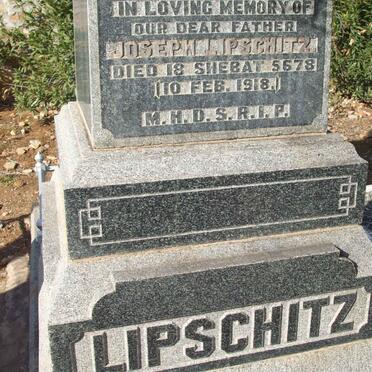 IN LOVING MEMORY OF
OUR DEAR FATHER
JOSEPH LIPSCHITZ
DIED 18 SHEBAT 5678
(10 FEB. 1918.)
M.H.D.S.R.I.P.
LIPSCHITZ